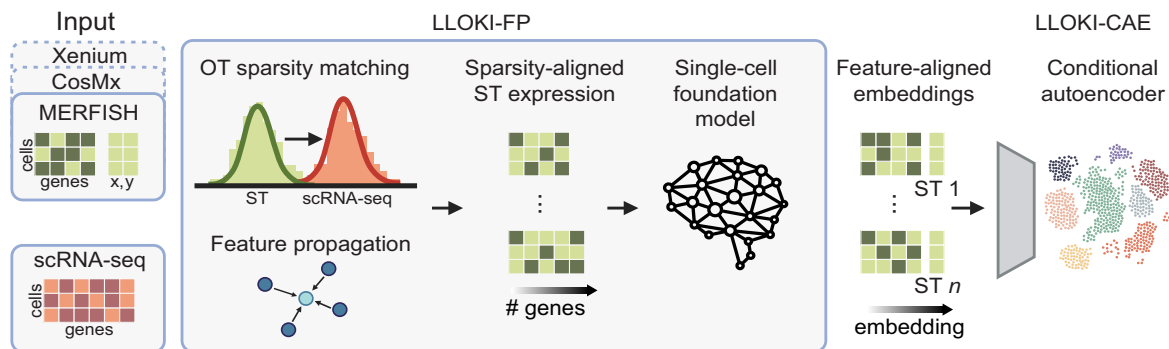 Input
Xenium
CosMx
MERFISH
cells
genes
x,y
scRNA-seq
cells
genes
LLOKI-FP
OT sparsity matching
ST
scRNA-seq
Feature propagation
Sparsity-aligned
ST expression
...
# genes
Single-cell
foundation
model
Feature-aligned
embeddings
ST 1
...
ST n
embedding
LLOKI-CAE
Conditional
autoencoder